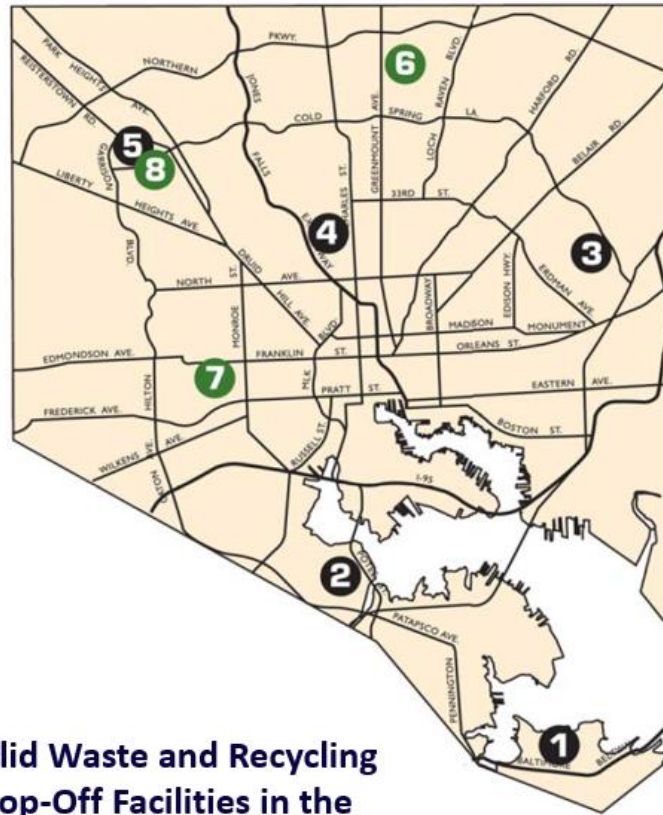 NORTHERN
PKWY.
PARK HEIGHTS AVE.
REISTERSTOWN RD.
JONES
FALLS
EXWAY
COLD
SPRING
LA.
GREENMOUNT AVE.
LOCH RAVEN BLVD.
HARFORD RD.
BELAIR RD.
6
5
8
GARRISON
BLVD.
LIBERTY
HEIGHTS AVE.
HARLES ST.
33RD ST.
4
3
DRUID
HILL AVE.
NORTH AVE.
MONROE ST.
BLVD.
MLK
BROADWAY
EDISON HWY.
ERDMAN AVE.
MADISON
MONUMENT
EDMONDSON AVE.
FRANKLIN ST.
ORLEANS ST.
7
HILTON
PRATT ST.
EASTERN AVE.
FREDERICK AVE.
BOSTON ST.
WILKENS AVE.
RUSSELL ST.
I-95
2
PATAPSCO AVE.
PENNINGTON
1
BALTIMORE
lid Waste and Recycling
op-Off Facilities in the